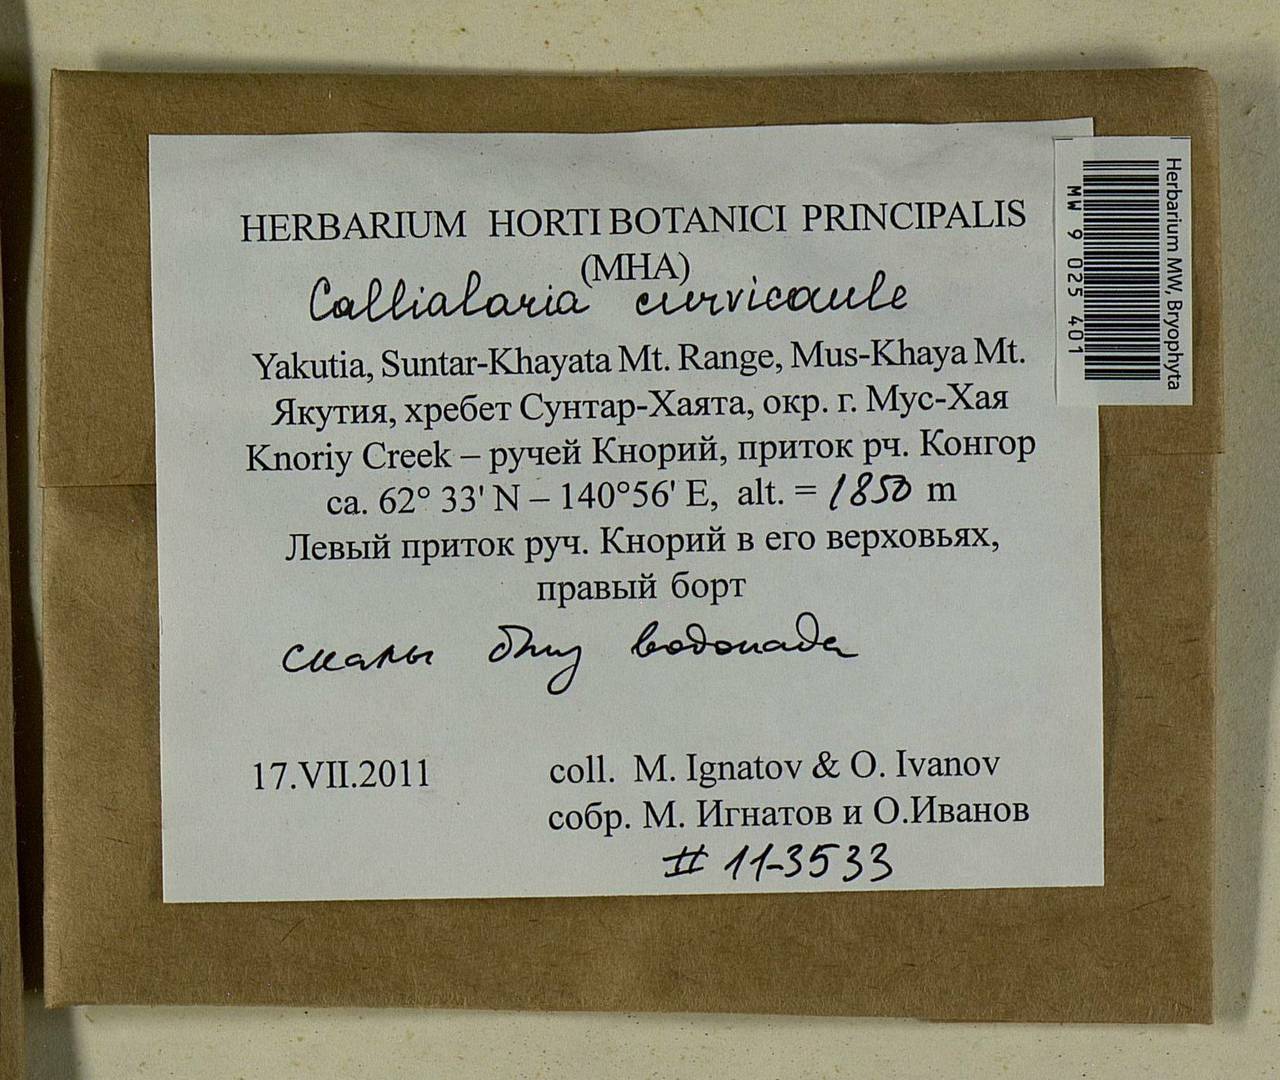 HERBARIUM HORTI BOTANICI PRINCIPALIS
(MHA)
Callialaria curvicaule
Yakutia, Suntar-Khayata Mt. Range, Mus-Khaya Mt.
Якутия, хребет Сунтар-Хаята, окр. г. Мус-Хая
Knoriy Creek – ручей Кнорий, приток рч. Конгор
ca. 62° 33' N – 140°56' E, alt. = 1850 m
Левый приток руч. Кнорий в его верховьях,
правый борт
скалы близ водопада
17.VII.2011 coll. M. Ignatov & O. Ivanov
собр. М. Игнатов и О.Иванов
# 11-3533
MW 9 025 401
Herbarium MW, Bryophyta